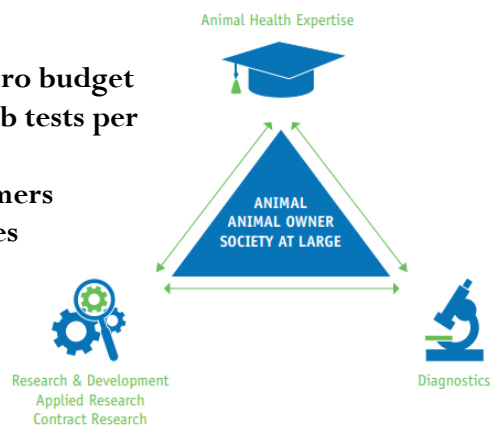 Animal Health Expertise
ro budget
b tests per
mers
es
ANIMAL
ANIMAL OWNER
SOCIETY AT LARGE
Research & Development
Applied Research
Contract Research
Diagnostics